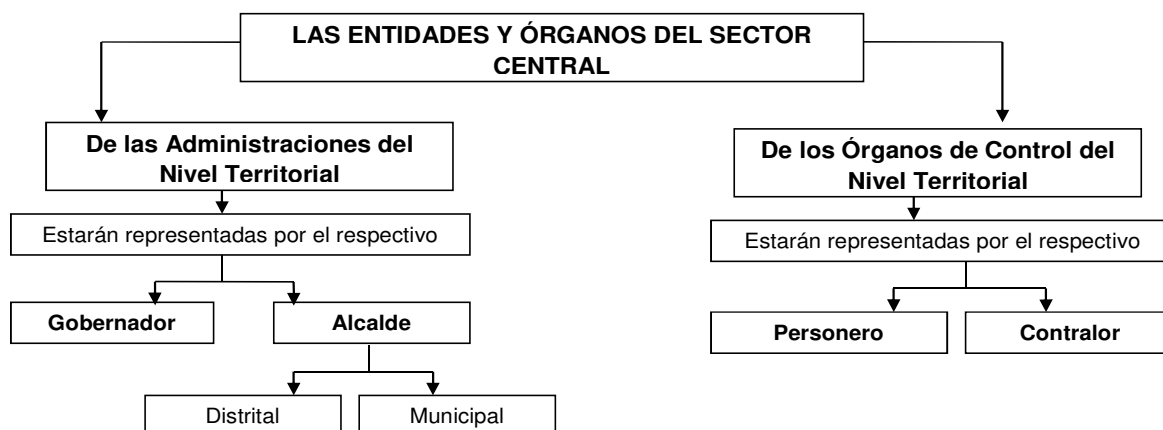 LAS ENTIDADES Y ÓRGANOS DEL SECTOR
CENTRAL
De las Administraciones del
Nivel Territorial
Estarán representadas por el respectivo
Gobernador
Alcalde
Distrital
Municipal
De los Órganos de Control del
Nivel Territorial
Estarán representadas por el respectivo
Personero
Contralor